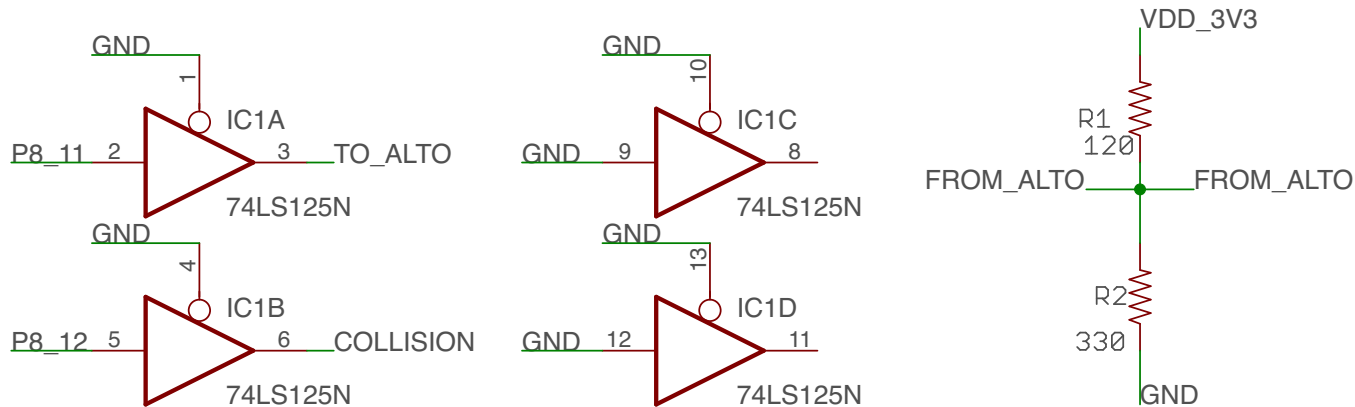 GND
1
IC1A
P8_11
2
3
TO_ALTO
74LS125N
GND
4
IC1B
P8_12
5
6
COLLISION
74LS125N
GND
10
IC1C
GND
9
8
74LS125N
GND
13
IC1D
GND
12
11
74LS125N
VDD_3V3
R1
120
FROM_ALTO
FROM_ALTO
R2
330
GND